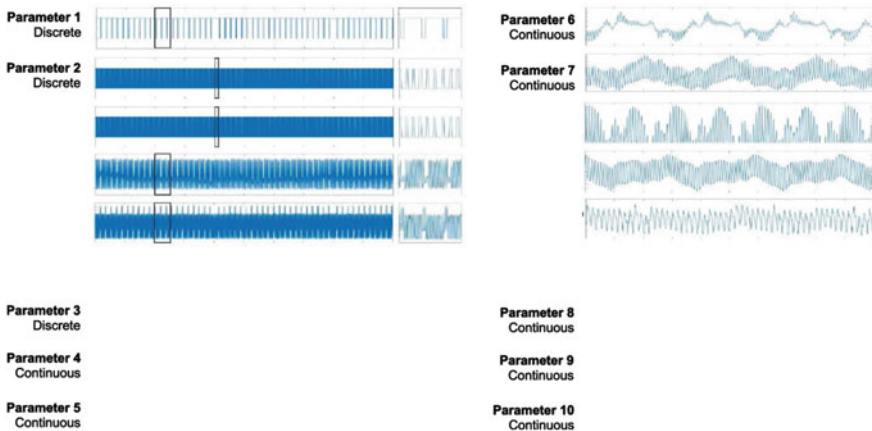 Parameter 1
Discrete
Parameter 2
Discrete
Parameter 3
Discrete
Parameter 4
Continuous
Parameter 5
Continuous
Parameter 6
Continuous
Parameter 7
Continuous
Parameter 8
Continuous
Parameter 9
Continuous
Parameter 10
Continuous